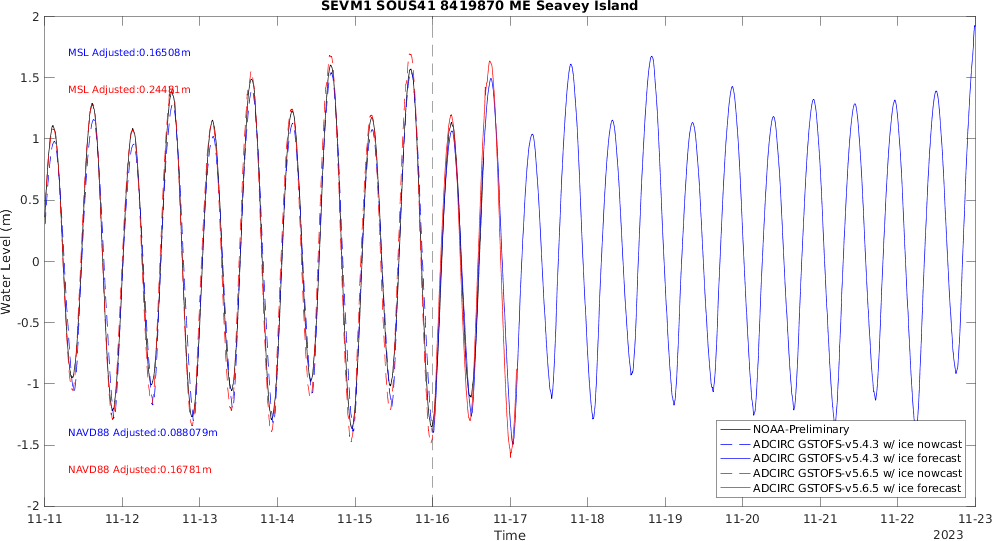 SEVM1 SOUS41 8419870 ME Seavey Island
2
1.5
1
0.5
0
-0.5
-1
-1.5
-2
Water Level (m)
MSL Adjusted:0.16508m
MSL Adjusted:0.24481m
NAVD88 Adjusted:0.088079m
NAVD88 Adjusted:0.16781m
NOAA-Preliminary
ADCIRC GSTOFS-v5.4.3 w/ ice nowcast
ADCIRC GSTOFS-v5.4.3 w/ ice forecast
ADCIRC GSTOFS-v5.6.5 w/ ice nowcast
ADCIRC GSTOFS-v5.6.5 w/ ice forecast
11-11 11-12 11-13 11-14 11-15 11-16 11-17 11-18 11-19 11-20 11-21 11-22 11-23
Time
2023